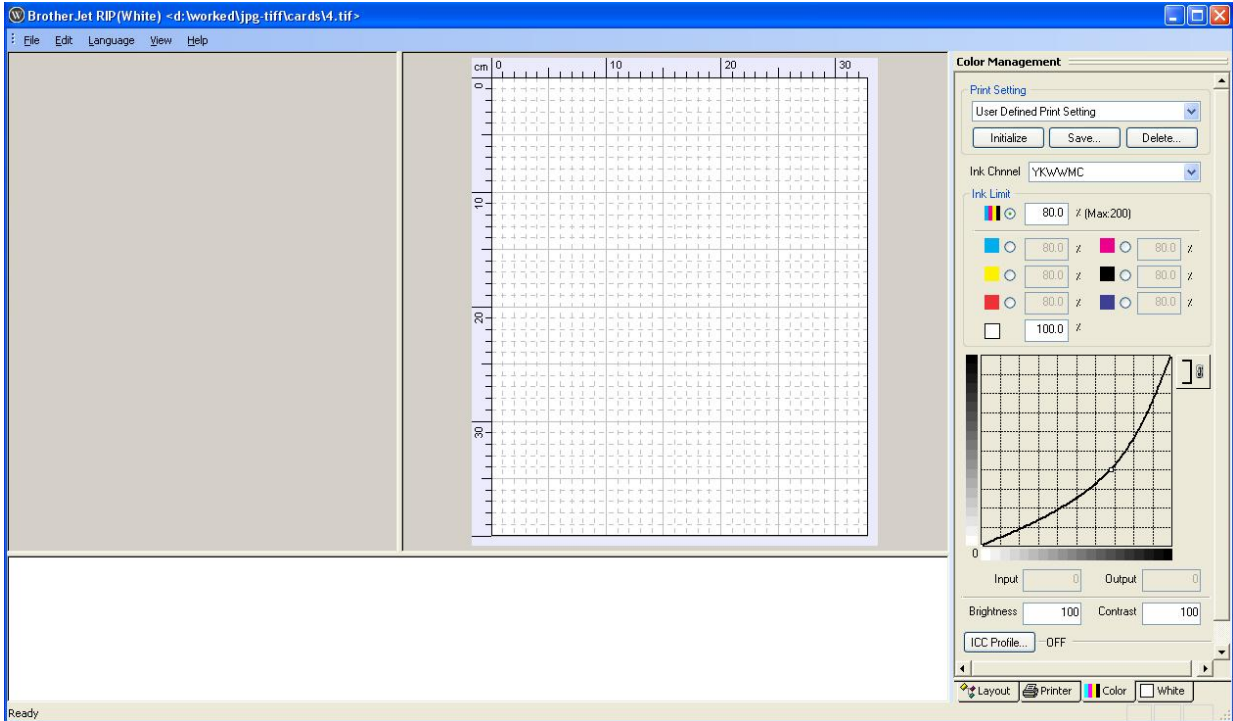 BrotherJet RIP(White) <d:\worked\jpg-tiff\cards\4.tif>
File Edit Language View Help
cm 0 10 20 30
0
10
20
30
Color Management
Print Setting
User Defined Print Setting
Initialize Save... Delete...
Ink Chnnel YKWWMC
Ink Limit
80.0 % (Max:200)
80.0 % 80.0 %
80.0 % 80.0 %
80.0 % 80.0 %
100.0 %
0
Input 0 Output 0
Brightness 100 Contrast 100
ICC Profile... OFF
Layout Printer Color White
Ready